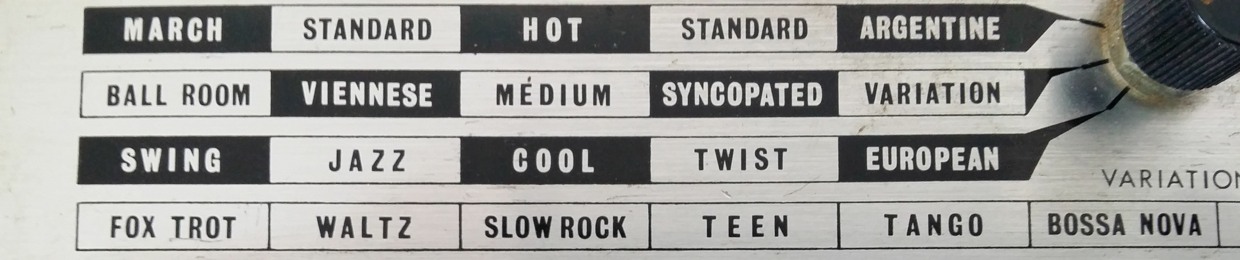 MARCH STANDARD HOT STANDARD ARGENTINE
BALL ROOM VIENNESE MÉDIUM SYNCOPATED VARIATION
SWING JAZZ COOL TWIST EUROPEAN
VARIATION
FOX TROT WALTZ SLOW ROCK TEEN TANGO BOSSA NOVA